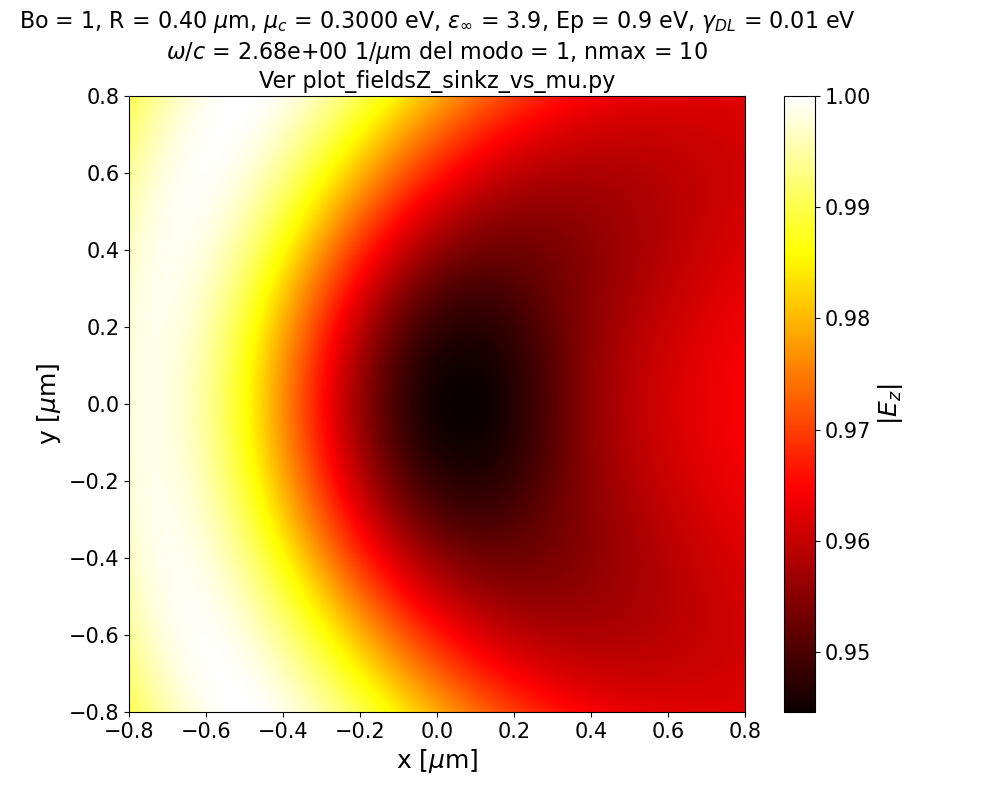 Bo = 1, R = 0.40 μm, μ_c = 0.3000 eV, ε_∞ = 3.9, Ep = 0.9 eV, γ_DL = 0.01 eV
ω/c = 2.68e+00 1/μm del modo = 1, nmax = 10
Ver plot_fieldsZ_sinkz_vs_mu.py
0.8
0.6
0.4
0.2
0.0
−0.2
−0.4
−0.6
−0.8
y [μm]
−0.8 −0.6 −0.4 −0.2 0.0 0.2 0.4 0.6 0.8
x [μm]
1.00
0.99
0.98
0.97
0.96
0.95
|E_z|